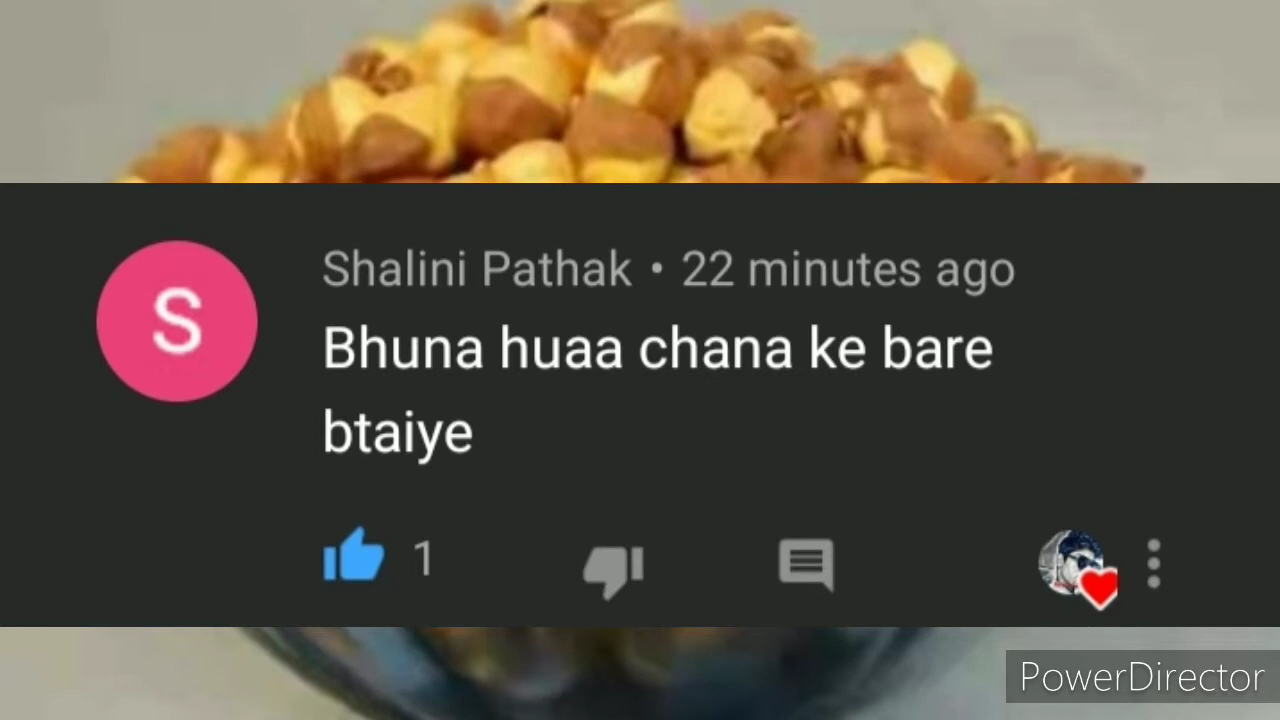 S
Shalini Pathak • 22 minutes ago
Bhuna huaa chana ke bare
btaiye
1
PowerDirector